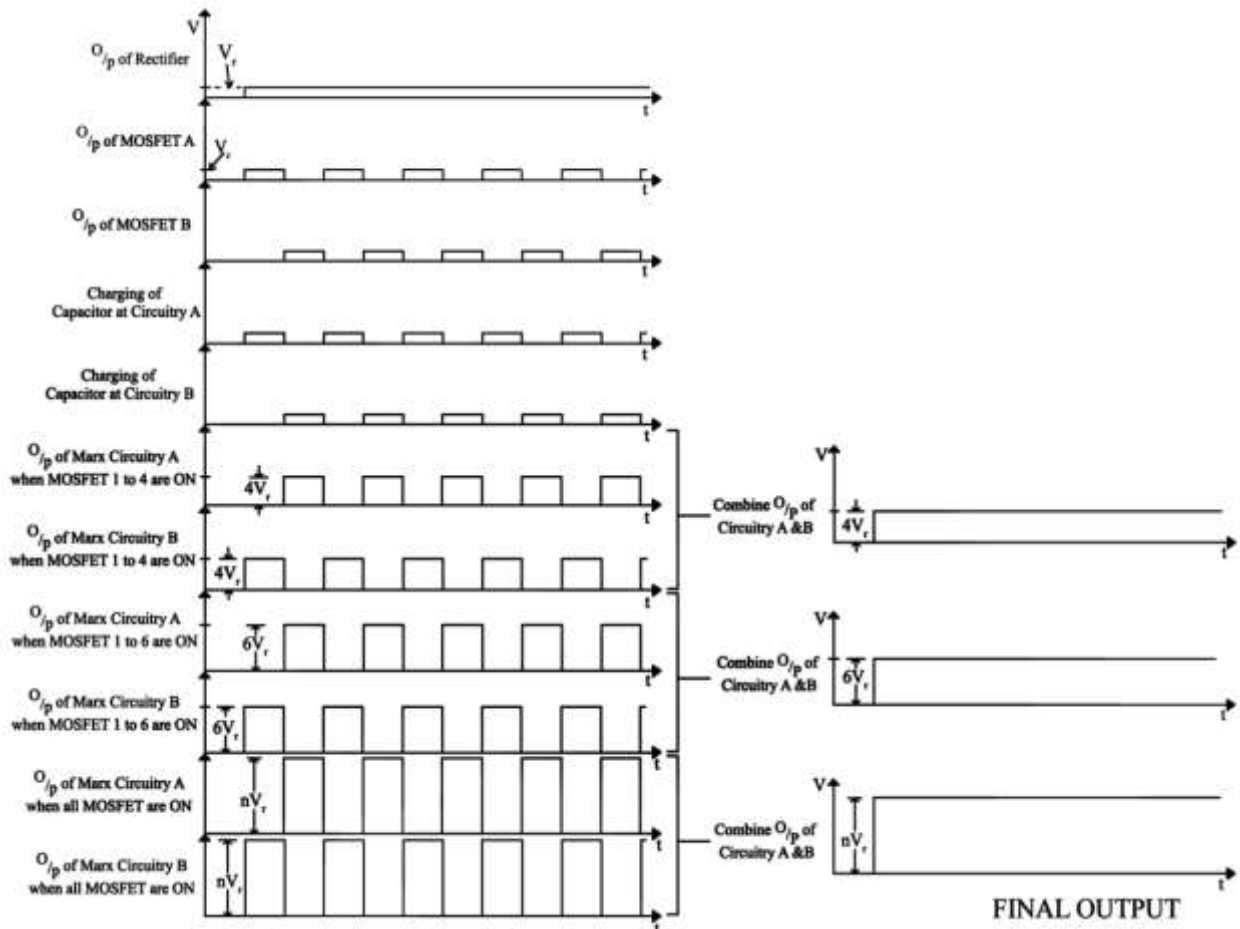 V
O/p of Rectifier
Vr
t
O/p of MOSFET A
Vr
t
O/p of MOSFET B
t
Charging of
Capacitor at Circuitry A
t
Charging of
Capacitor at Circuitry B
t
O/p of Marx Circuitry A
when MOSFET 1 to 4 are ON
4Vr
t
O/p of Marx Circuitry B
when MOSFET 1 to 4 are ON
4Vr
t
Combine O/p of
Circuitry A &B
V
4Vr
t
O/p of Marx Circuitry A
when MOSFET 1 to 6 are ON
6Vr
t
O/p of Marx Circuitry B
when MOSFET 1 to 6 are ON
6Vr
t
Combine O/p of
Circuitry A &B
V
6Vr
t
O/p of Marx Circuitry A
when all MOSFET are ON
nVr
t
O/p of Marx Circuitry B
when all MOSFET are ON
nVr
t
Combine O/p of
Circuitry A &B
V
nVr
t
FINAL OUTPUT